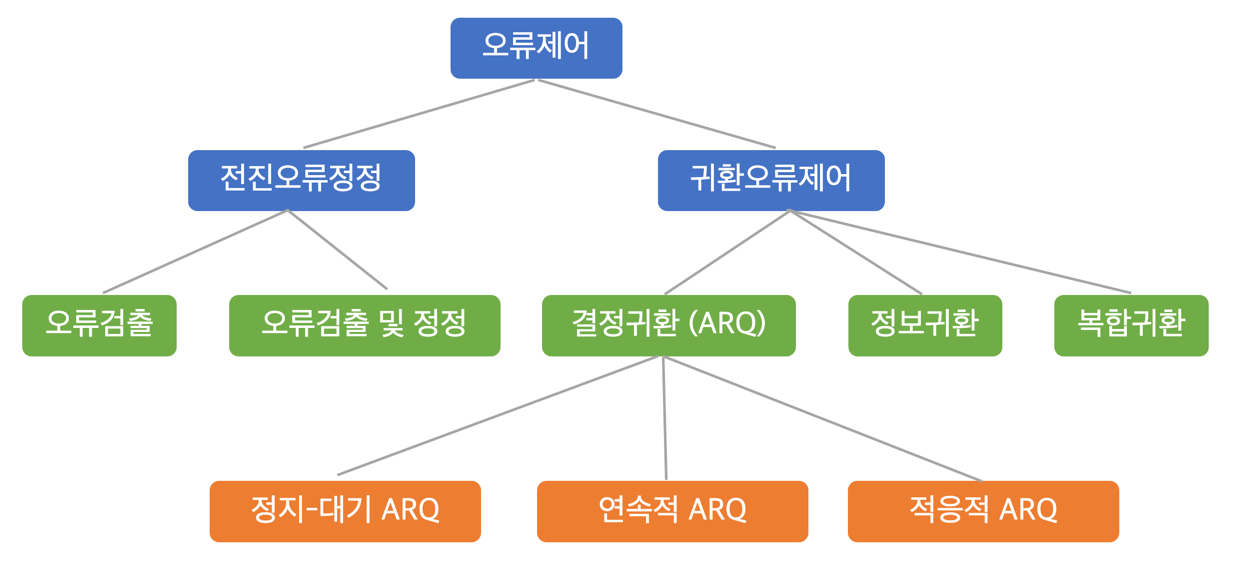 오류제어
전진오류정정
귀환오류제어
오류검출
오류검출 및 정정
결정귀환 (ARQ)
정보귀환
복합귀환
정지-대기 ARQ
연속적 ARQ
적응적 ARQ